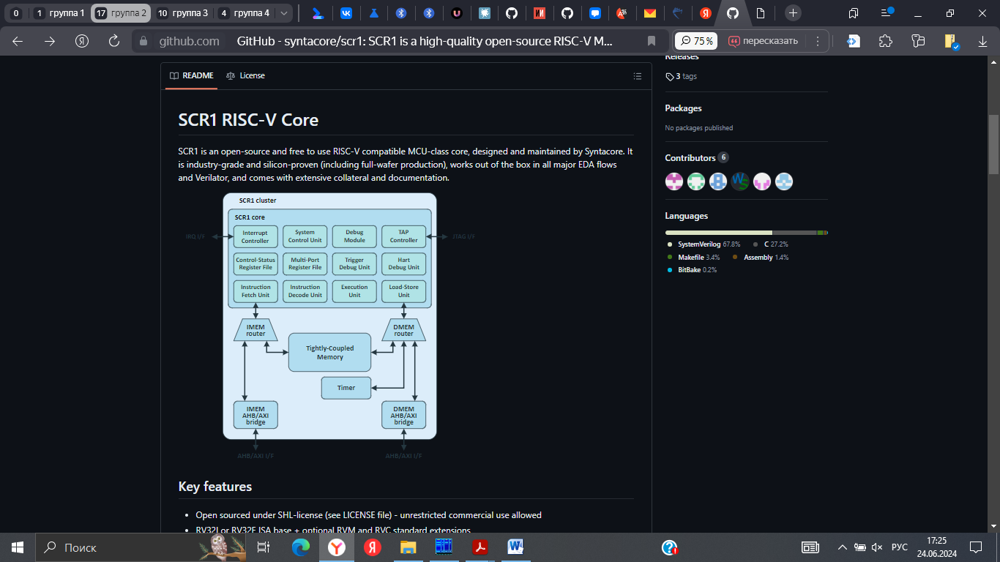 0
1 группа 1
17 группа 2
10 группа 3
4 группа 4
github.com
GitHub - syntacore/scr1: SCR1 is a high-quality open-source RISC-V M...
75%
пересказать
README
License
SCR1 RISC-V Core
SCR1 is an open-source and free to use RISC-V compatible MCU-class core, designed and maintained by Syntacore. It
is industry-grade and silicon-proven (including full-wafer production), works out of the box in all major EDA flows
and Verilator, and comes with extensive collateral and documentation.
SCR1 cluster
SCR1 core
IRQ I/F
Interrupt
Controller
System
Control Unit
Debug
Module
TAP
Controller
JTAG I/F
Control-Status
Register File
Multi-Port
Register File
Trigger
Debug Unit
Hart
Debug Unit
Instruction
Fetch Unit
Instruction
Decode Unit
Execution
Unit
Load-Store
Unit
IMEM
router
DMEM
router
Tightly-Coupled
Memory
Timer
IMEM
AHB/AXI
bridge
DMEM
AHB/AXI
bridge
AHB/AXI I/F
AHB/AXI I/F
Key features
Open sourced under SHL-license (see LICENSE file) - unrestricted commercial use allowed
RV32I or RV32E ISA base + optional RVM and RVC standard extensions
Releases
3 tags
Packages
No packages published
Contributors 6
Languages
SystemVerilog 67.8%
C 27.2%
Makefile 3.4%
Assembly 1.4%
BitBake 0.2%
Поиск
РУС
17:25
24.06.2024